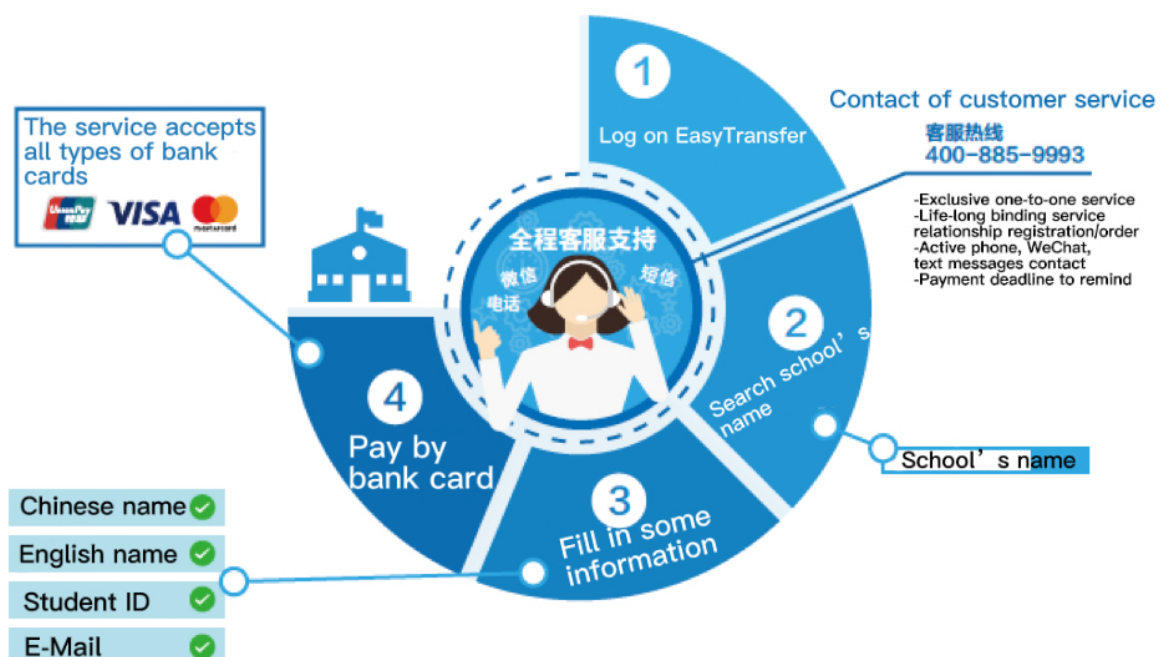 1
Log on EasyTransfer
Contact of customer service
客服热线
400-885-9993
-Exclusive one-to-one service
-Life-long binding service
relationship registration/order
-Active phone, WeChat,
text messages contact
-Payment deadline to remind
The service accepts
all types of bank
cards
UnionPay
银联
VISA
mastercard
全程客服支持
微信
短信
电话
2
Search school's
name
School's name
3
Fill in some
information
4
Pay by
bank card
Chinese name
English name
Student ID
E-Mail